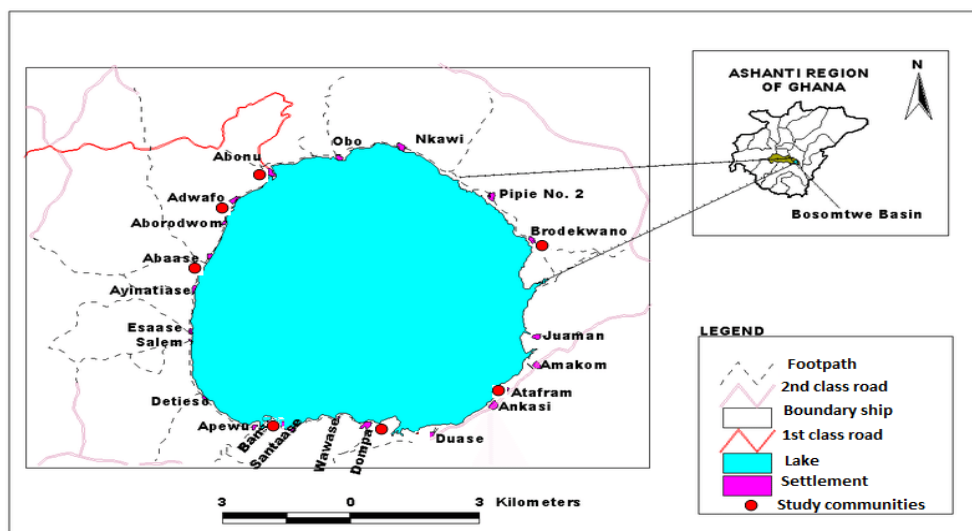 ASHANTI REGION
OF GHANA
N
Bosomtwe Basin
Obo
Nkawi
Abonu
Adwafo
Pipie No. 2
Aborodwom
Brodekwano
Abaase
Ayinatiase
Esaase
Salem
Juaman
Amakom
Detieso
Atafram
Ankasi
Apewu
Banso
Santaase
Wawase
Dompa
Duase
LEGEND
Footpath
2nd class road
Boundary ship
1st class road
Lake
Settlement
Study communities
3 0 3 Kilometers